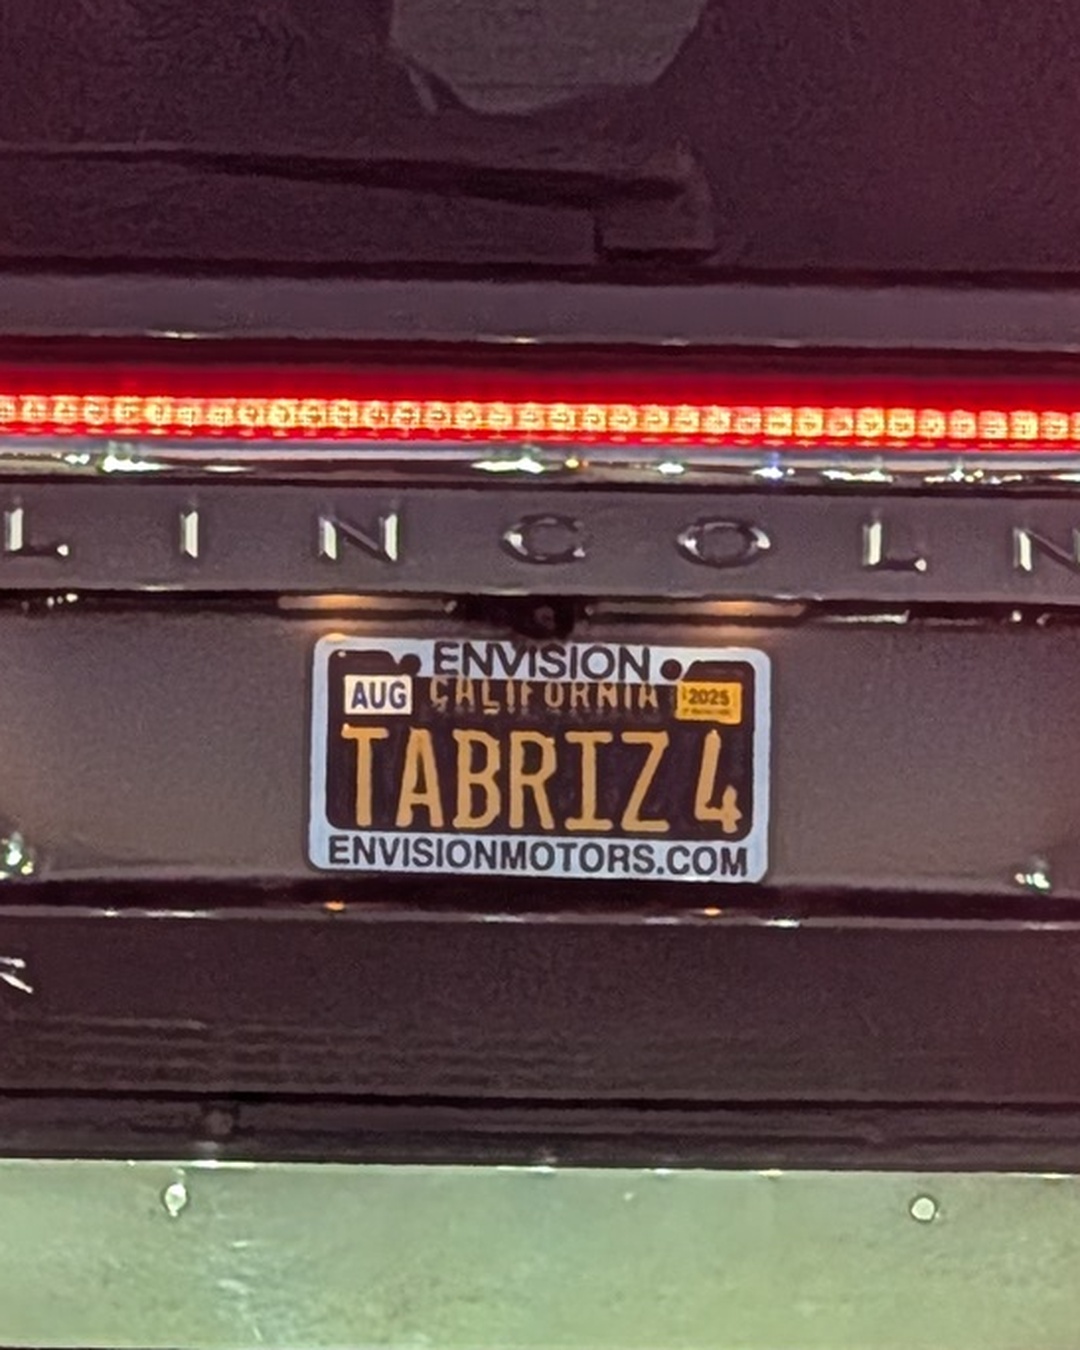 LINCOLN
ENVISION
AUG CALIFORNIA 2025
TABRIZ 4
ENVISIONMOTORS.COM